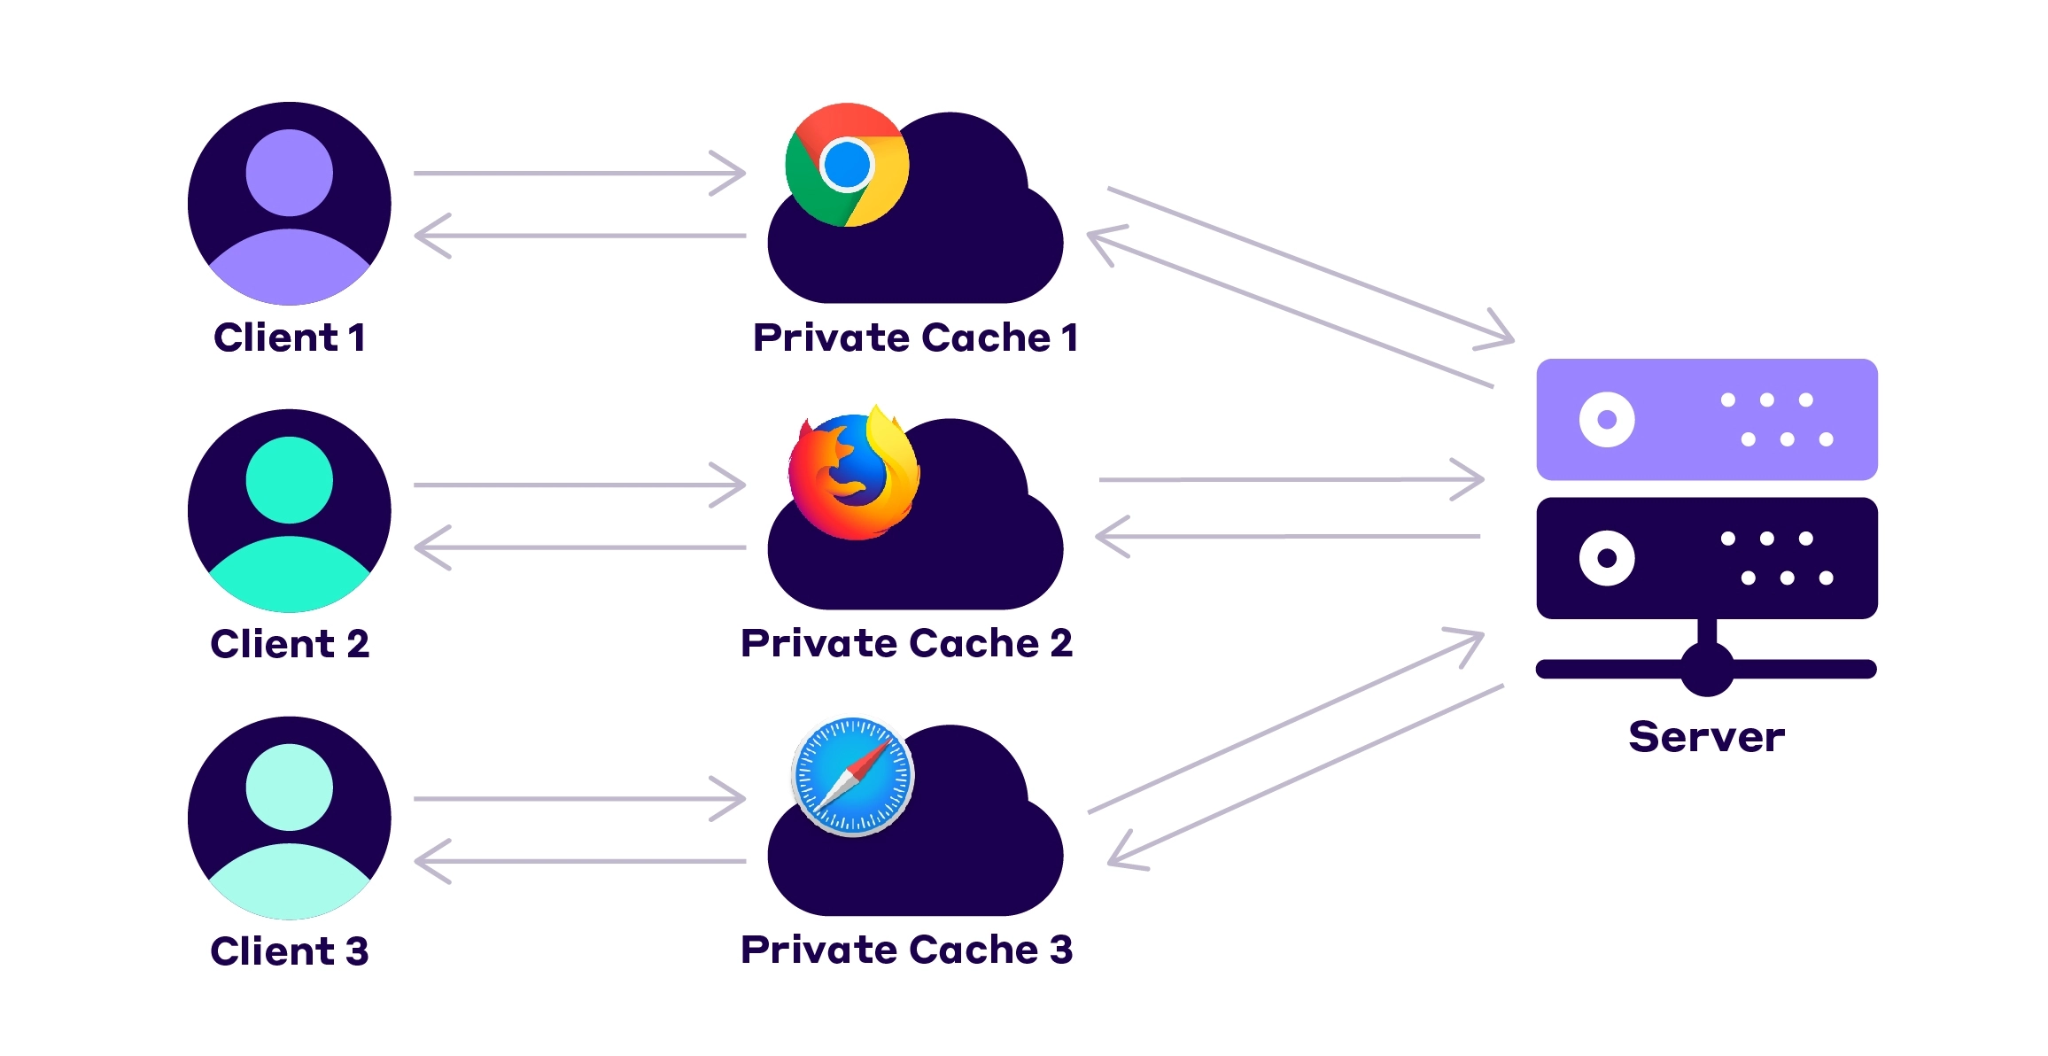 Client 1
Private Cache 1
Client 2
Private Cache 2
Server
Client 3
Private Cache 3